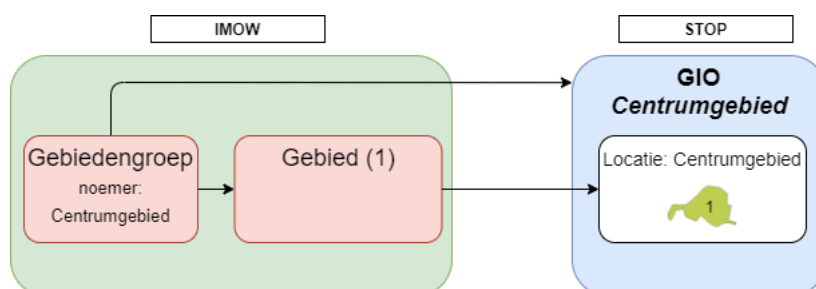 IMOW
STOP
GIO
Centrumgebied
Gebiedengroep
noemer:
Centrumgebied
Gebied (1)
Locatie: Centrumgebied
1